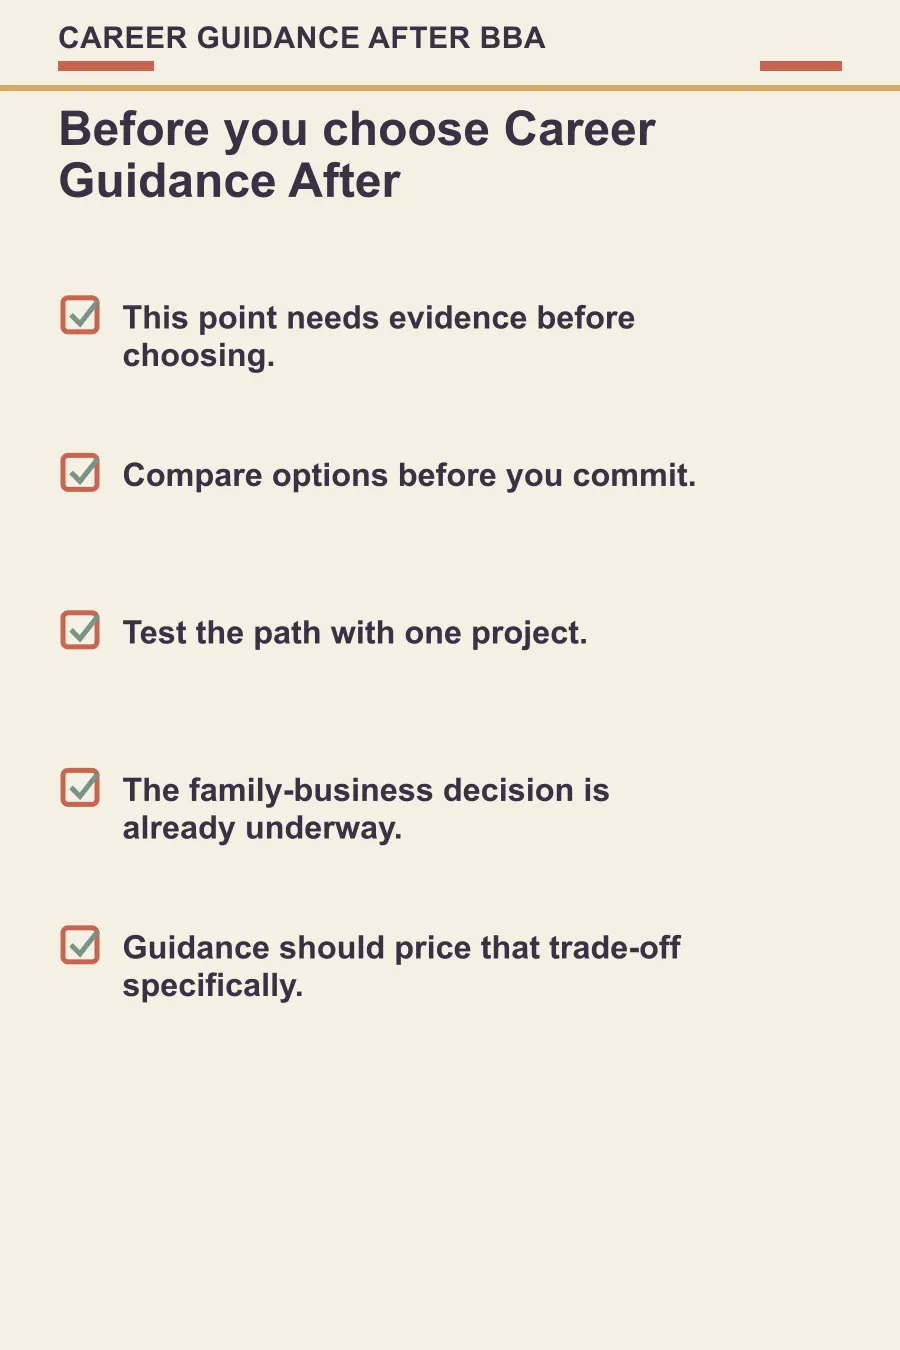 CAREER GUIDANCE AFTER BBA
Before you choose Career
Guidance After
This point needs evidence before
choosing.
Compare options before you commit.
Test the path with one project.
The family-business decision is
already underway.
Guidance should price that trade-off
specifically.